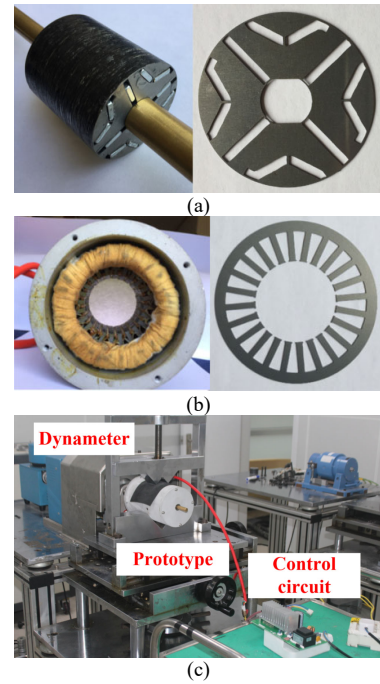 (a)
(b)
Dynameter
Prototype
Control
circuit
(c)